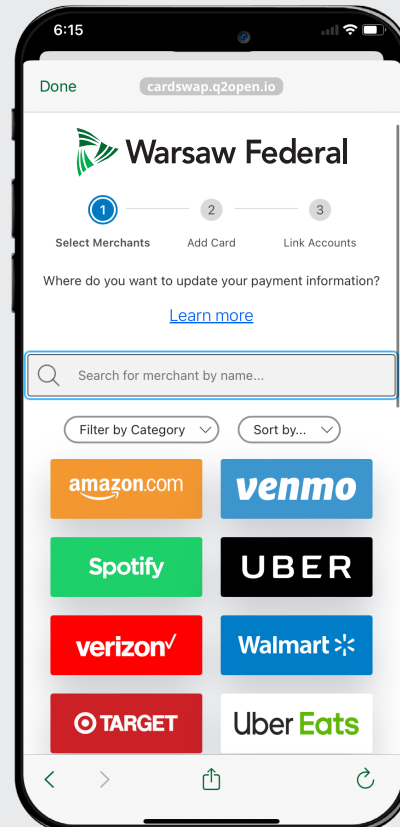 6:15
Done
cardswap.q2open.io
Warsaw Federal
1 2 3
Select Merchants Add Card Link Accounts
Where do you want to update your payment information?
Learn more
Search for merchant by name...
Filter by Category Sort by...
amazon.com venmo
Spotify UBER
verizon✓ Walmart
TARGET Uber Eats